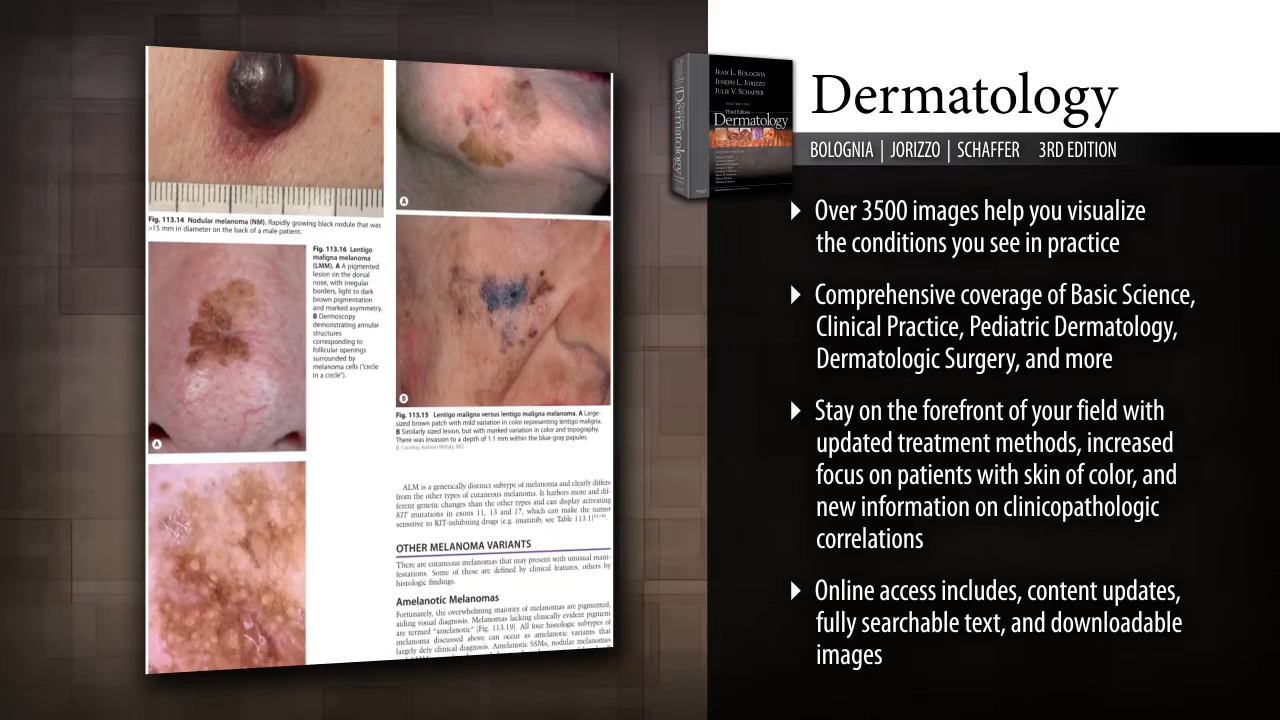 Fig. 113.14 Nodular melanoma (NM). Rapidly growing black nodule that was
>15 mm in diameter on the back of a male patient.
Fig. 113.16 Lentigo
maligna melanoma
(LMM). A A pigmented
lesion on the dorsal
nose, with irregular
borders, light to dark
brown pigmentation
and marked asymmetry.
B Dermoscopy
demonstrating annular
structures
corresponding to
follicular openings
surrounded by
melanoma cells ("circle
in a circle").
A
A
B
Fig. 113.15 Lentigo maligna versus lentigo maligna melanoma. A Large-
sized brown patch with mild variation in color representing lentigo maligna.
B Similarly sized lesion, but with marked variation in color and topography.
There was invasion to a depth of 1.1 mm within the blue-gray papules.
ALM is a genetically distinct subtype of melanoma and clearly differs
from the other types of cutaneous melanoma. It harbors more and dif-
ferent genetic changes than the other types and can display activating
KIT mutations in exons 11, 13 and 17, which can make the tumor
sensitive to KIT-inhibiting drugs (e.g. imatinib; see Table 113.1)
OTHER MELANOMA VARIANTS
There are cutaneous melanomas that may present with unusual mani-
festations. Some of these are defined by clinical features, others by
histologic findings.
Amelanotic Melanomas
Fortunately, the overwhelming majority of melanomas are pigmented,
aiding visual diagnosis. Melanomas lacking clinically evident pigment
are termed "amelanotic" (Fig. 113.19). All four histologic subtypes of
melanoma discussed above can occur as amelanotic variants that
largely defy clinical diagnosis. Amelanotic SSMs, nodular melanomas
Dermatology
JEAN L. BOLOGNIA
JOSEPH L. JORIZZO
JULIE V. SCHAFFER
VOLUME ONE
Third Edition
Dermatology
Dermatology
BOLOGNIA | JORIZZO | SCHAFFER 3RD EDITION
Over 3500 images help you visualize
the conditions you see in practice
Comprehensive coverage of Basic Science,
Clinical Practice, Pediatric Dermatology,
Dermatologic Surgery, and more
Stay on the forefront of your field with
updated treatment methods, increased
focus on patients with skin of color, and
new information on clinicopathologic
correlations
Online access includes, content updates,
fully searchable text, and downloadable
images